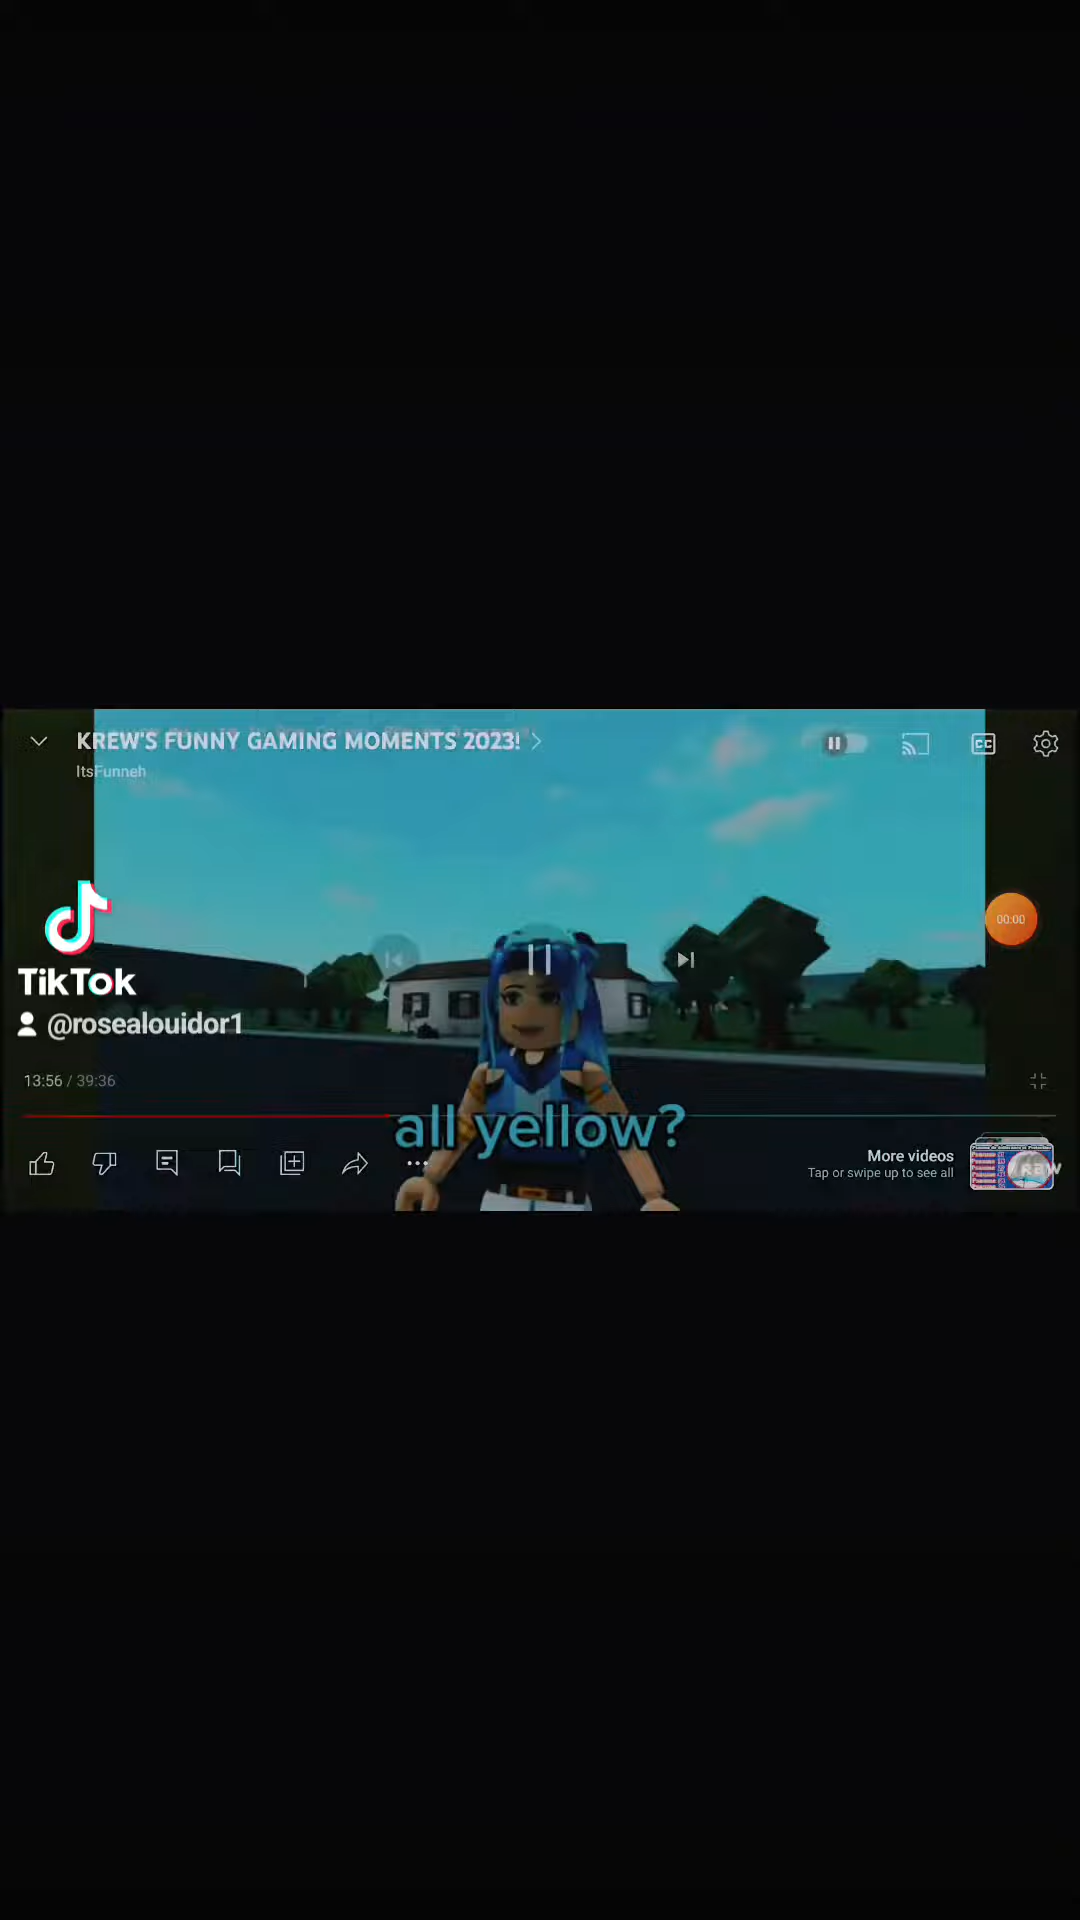 KREW'S FUNNY GAMING MOMENTS 2023!
ItsFunneh
CC
00:00
TikTok
@rosealouidor1
13:56 / 39:36
all yellow?
More videos
Tap or swipe up to see all